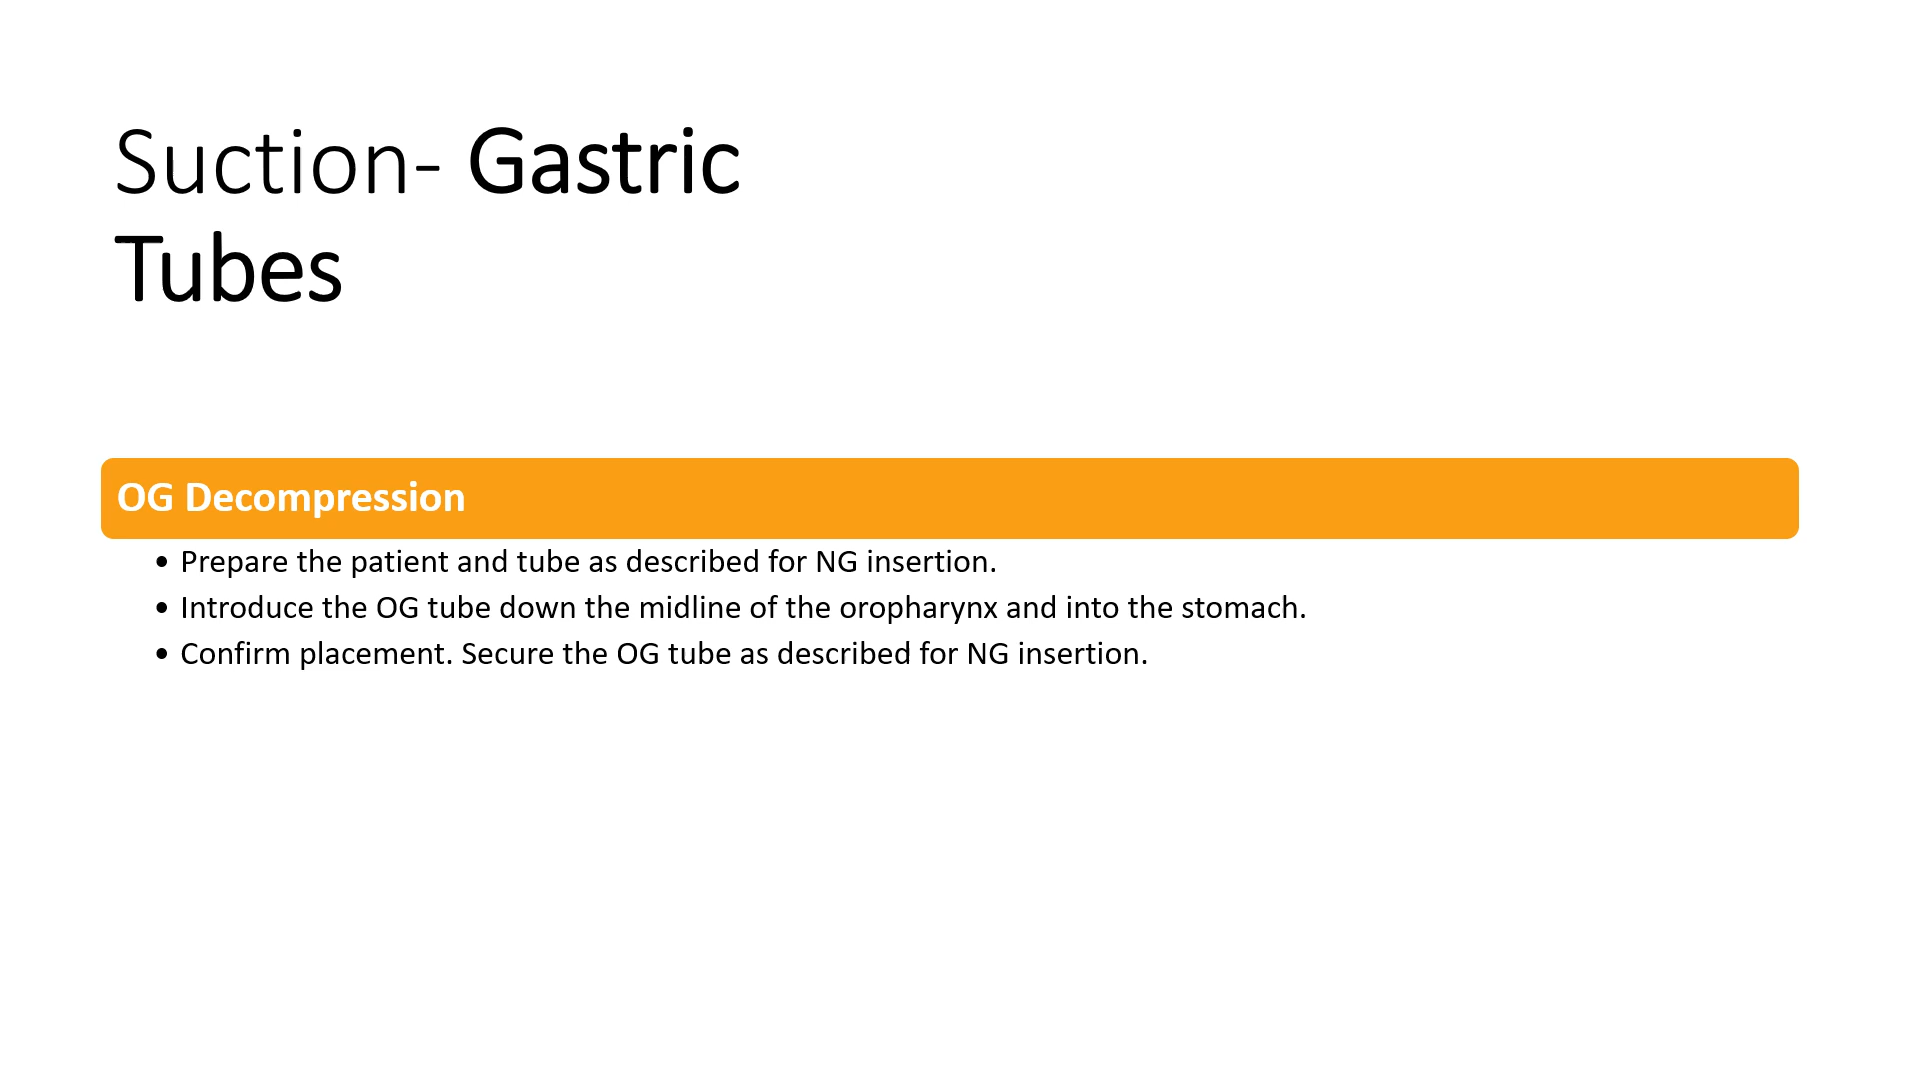 Suction- Gastric
Tubes
OG Decompression
• Prepare the patient and tube as described for NG insertion.
• Introduce the OG tube down the midline of the oropharynx and into the stomach.
• Confirm placement. Secure the OG tube as described for NG insertion.